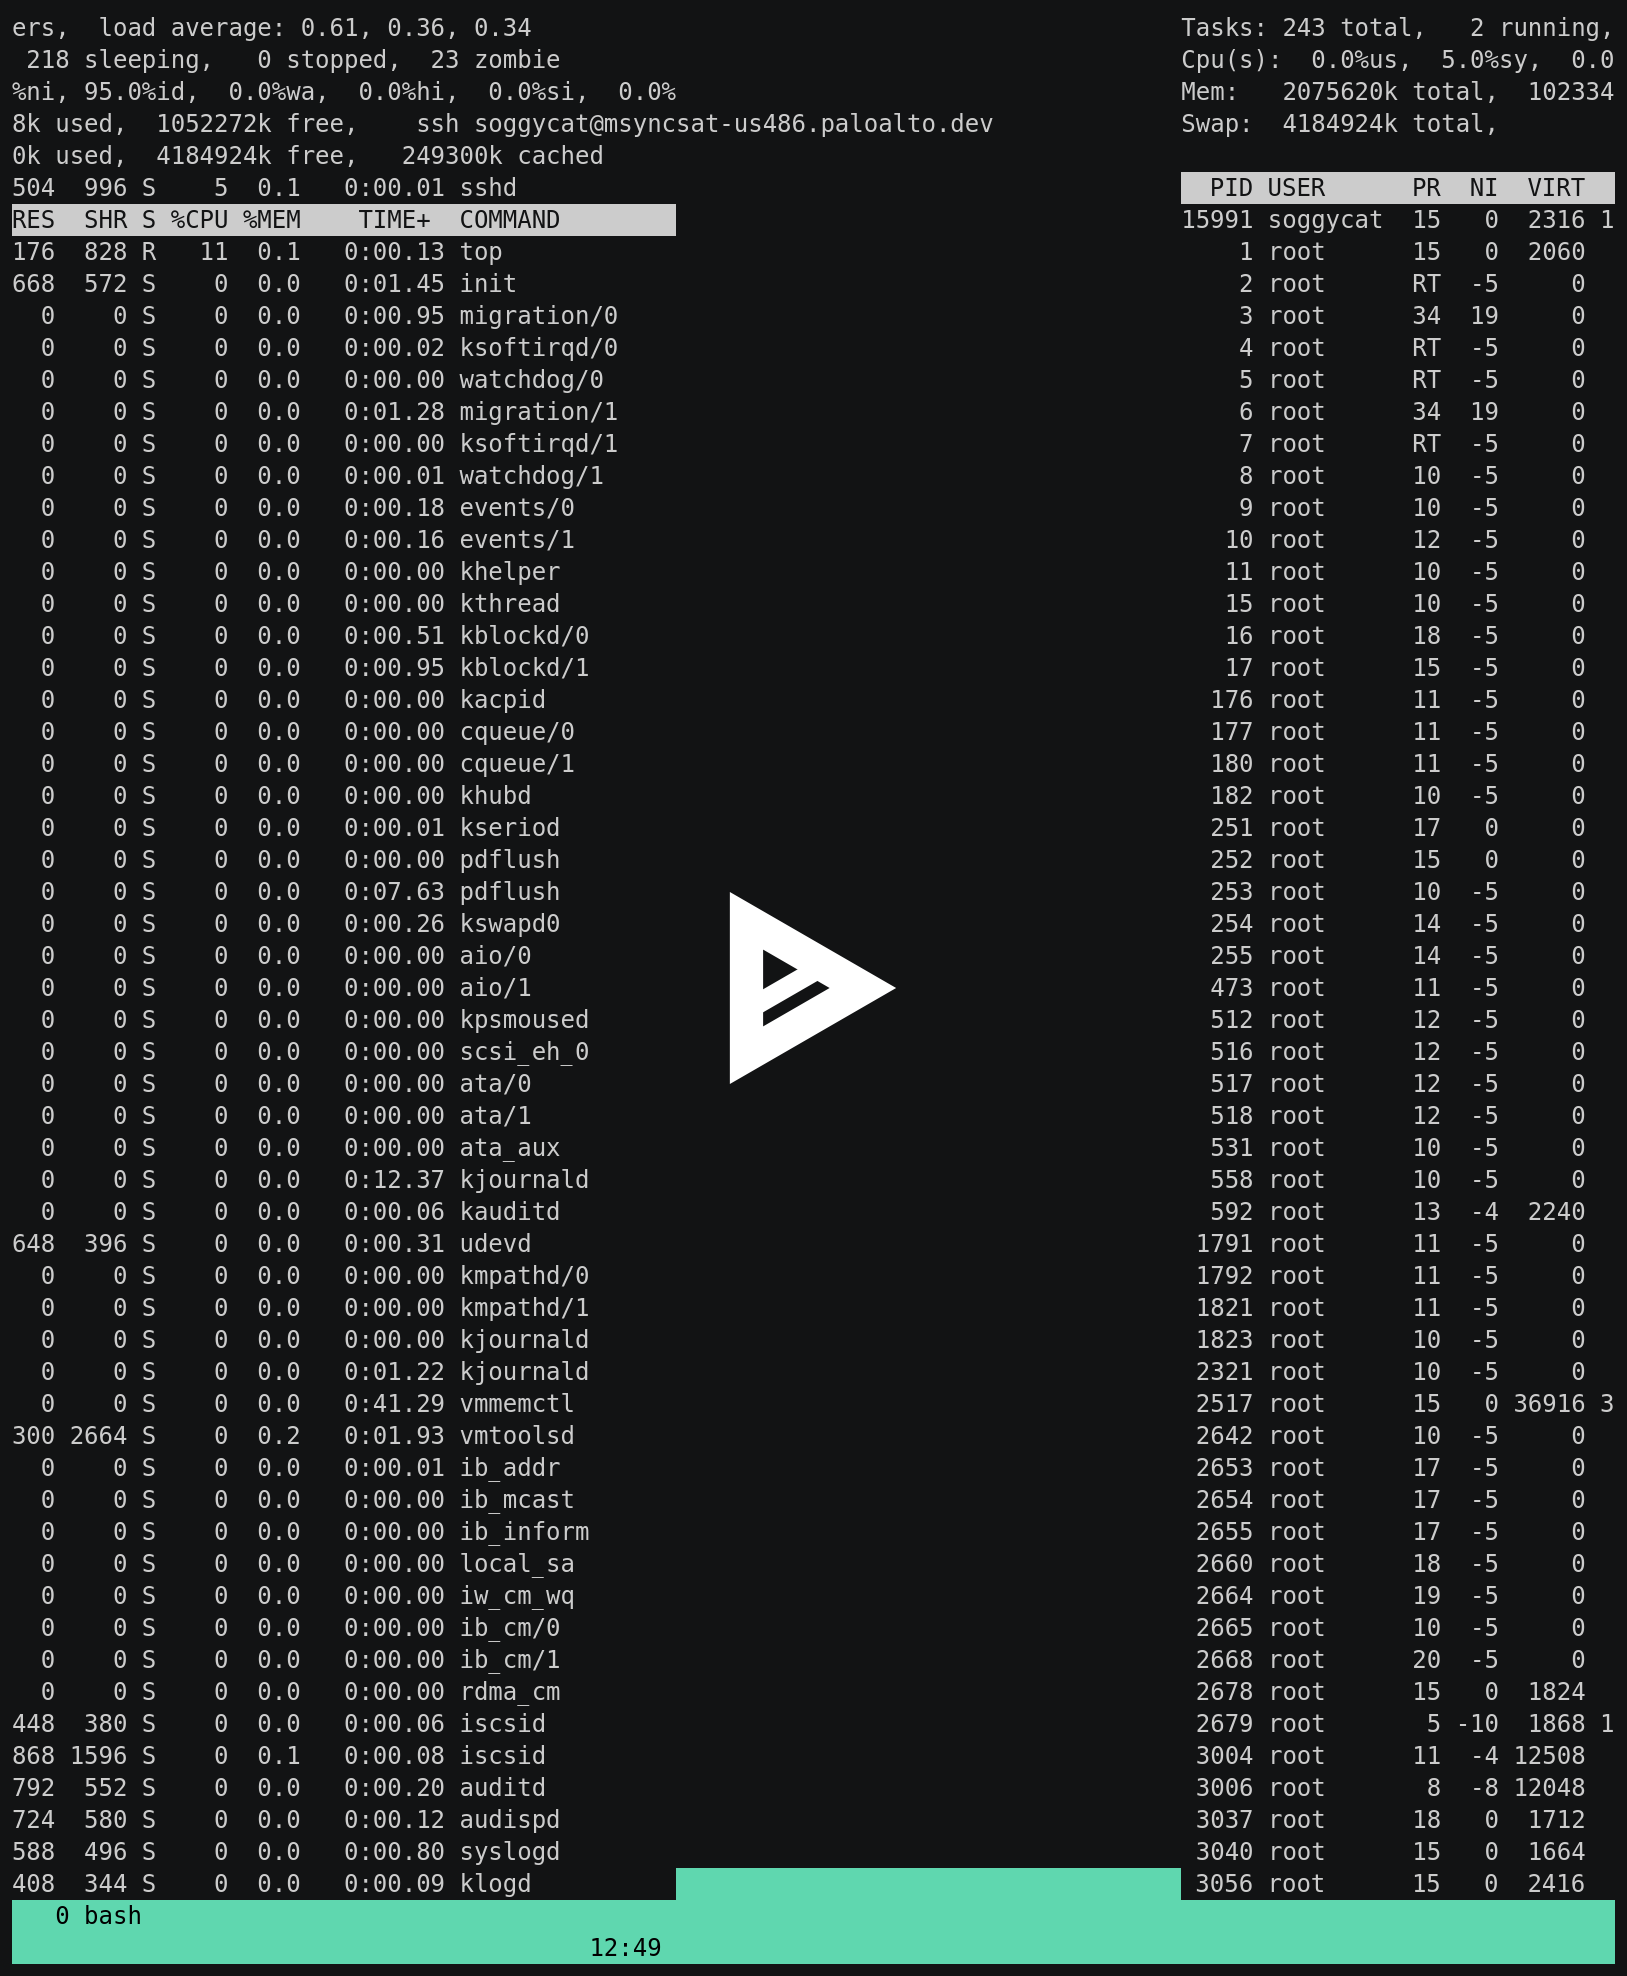 ers,  load average: 0.61, 0.36, 0.34                                             Tasks: 243 total,   2 running,
 218 sleeping,   0 stopped,  23 zombie                                           Cpu(s):  0.0%us,  5.0%sy,  0.0
%ni, 95.0%id,  0.0%wa,  0.0%hi,  0.0%si,  0.0%                                   Mem:   2075620k total,  102334
8k used,  1052272k free,    ssh soggycat@msyncsat-us486.paloalto.dev             Swap:  4184924k total,
0k used,  4184924k free,   249300k cached
504  996 S    5  0.1   0:00.01 sshd                                                PID USER      PR  NI  VIRT
RES  SHR S %CPU %MEM    TIME+  COMMAND                                           15991 soggycat  15   0  2316 1
176  828 R   11  0.1   0:00.13 top                                                   1 root      15   0  2060
668  572 S    0  0.0   0:01.45 init                                                  2 root      RT  -5     0
  0    0 S    0  0.0   0:00.95 migration/0                                           3 root      34  19     0
  0    0 S    0  0.0   0:00.02 ksoftirqd/0                                           4 root      RT  -5     0
  0    0 S    0  0.0   0:00.00 watchdog/0                                            5 root      RT  -5     0
  0    0 S    0  0.0   0:01.28 migration/1                                           6 root      34  19     0
  0    0 S    0  0.0   0:00.00 ksoftirqd/1                                           7 root      RT  -5     0
  0    0 S    0  0.0   0:00.01 watchdog/1                                            8 root      10  -5     0
  0    0 S    0  0.0   0:00.18 events/0                                              9 root      10  -5     0
  0    0 S    0  0.0   0:00.16 events/1                                             10 root      12  -5     0
  0    0 S    0  0.0   0:00.00 khelper                                              11 root      10  -5     0
  0    0 S    0  0.0   0:00.00 kthread                                              15 root      10  -5     0
  0    0 S    0  0.0   0:00.51 kblockd/0                                            16 root      18  -5     0
  0    0 S    0  0.0   0:00.95 kblockd/1                                            17 root      15  -5     0
  0    0 S    0  0.0   0:00.00 kacpid                                              176 root      11  -5     0
  0    0 S    0  0.0   0:00.00 cqueue/0                                            177 root      11  -5     0
  0    0 S    0  0.0   0:00.00 cqueue/1                                            180 root      11  -5     0
  0    0 S    0  0.0   0:00.00 khubd                                               182 root      10  -5     0
  0    0 S    0  0.0   0:00.01 kseriod                                             251 root      17   0     0
  0    0 S    0  0.0   0:00.00 pdflush                                             252 root      15   0     0
  0    0 S    0  0.0   0:07.63 pdflush                                             253 root      10  -5     0
  0    0 S    0  0.0   0:00.26 kswapd0                                             254 root      14  -5     0
  0    0 S    0  0.0   0:00.00 aio/0                                               255 root      14  -5     0
  0    0 S    0  0.0   0:00.00 aio/1                                               473 root      11  -5     0
  0    0 S    0  0.0   0:00.00 kpsmoused                                           512 root      12  -5     0
  0    0 S    0  0.0   0:00.00 scsi_eh_0                                           516 root      12  -5     0
  0    0 S    0  0.0   0:00.00 ata/0                                               517 root      12  -5     0
  0    0 S    0  0.0   0:00.00 ata/1                                               518 root      12  -5     0
  0    0 S    0  0.0   0:00.00 ata_aux                                             531 root      10  -5     0
  0    0 S    0  0.0   0:12.37 kjournald                                           558 root      10  -5     0
  0    0 S    0  0.0   0:00.06 kauditd                                             592 root      13  -4  2240
648  396 S    0  0.0   0:00.31 udevd                                              1791 root      11  -5     0
  0    0 S    0  0.0   0:00.00 kmpathd/0                                          1792 root      11  -5     0
  0    0 S    0  0.0   0:00.00 kmpathd/1                                          1821 root      11  -5     0
  0    0 S    0  0.0   0:00.00 kjournald                                          1823 root      10  -5     0
  0    0 S    0  0.0   0:01.22 kjournald                                          2321 root      10  -5     0
  0    0 S    0  0.0   0:41.29 vmmemctl                                           2517 root      15   0 36916 3
300 2664 S    0  0.2   0:01.93 vmtoolsd                                           2642 root      10  -5     0
  0    0 S    0  0.0   0:00.01 ib_addr                                            2653 root      17  -5     0
  0    0 S    0  0.0   0:00.00 ib_mcast                                           2654 root      17  -5     0
  0    0 S    0  0.0   0:00.00 ib_inform                                          2655 root      17  -5     0
  0    0 S    0  0.0   0:00.00 local_sa                                           2660 root      18  -5     0
  0    0 S    0  0.0   0:00.00 iw_cm_wq                                           2664 root      19  -5     0
  0    0 S    0  0.0   0:00.00 ib_cm/0                                            2665 root      10  -5     0
  0    0 S    0  0.0   0:00.00 ib_cm/1                                            2668 root      20  -5     0
  0    0 S    0  0.0   0:00.00 rdma_cm                                            2678 root      15   0  1824
448  380 S    0  0.0   0:00.06 iscsid                                             2679 root       5 -10  1868 1
868 1596 S    0  0.1   0:00.08 iscsid                                             3004 root      11  -4 12508
792  552 S    0  0.0   0:00.20 auditd                                             3006 root       8  -8 12048
724  580 S    0  0.0   0:00.12 audispd                                            3037 root      18   0  1712
588  496 S    0  0.0   0:00.80 syslogd                                            3040 root      15   0  1664
408  344 S    0  0.0   0:00.09 klogd                                              3056 root      15   0  2416
   0 bash
                                        12:49